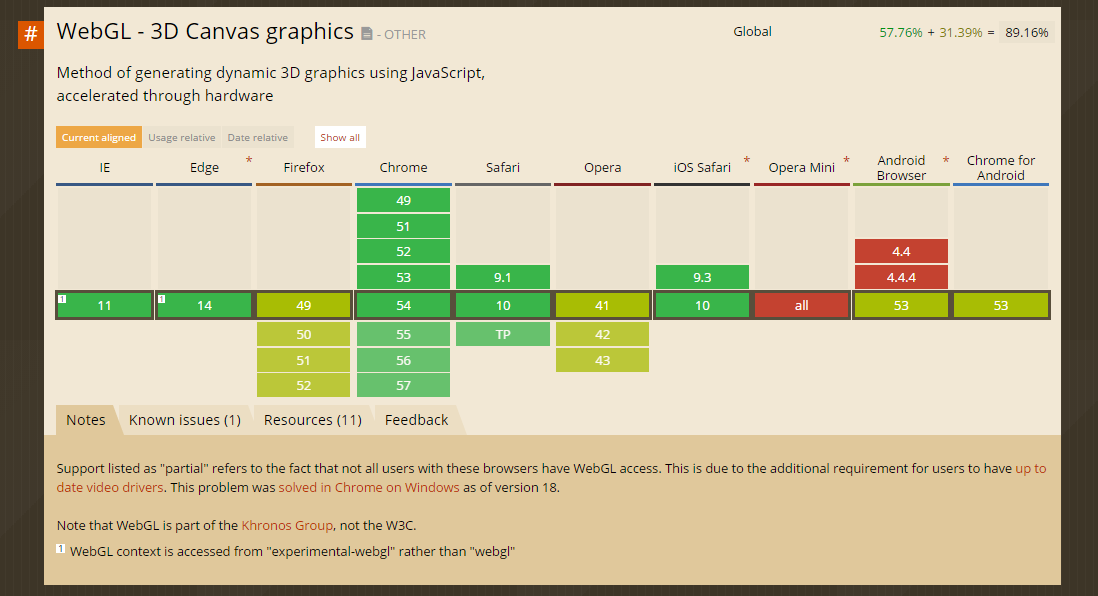 #
WebGL - 3D Canvas graphics - OTHER
Global
57.76% + 31.39% = 89.16%
Method of generating dynamic 3D graphics using JavaScript,
accelerated through hardware
Current aligned Usage relative Date relative Show all
IE Edge * Firefox Chrome Safari Opera iOS Safari * Opera Mini * Android Browser * Chrome for Android
49
51
52 4.4
53 9.1 9.3 4.4.4
1 11 1 14 49 54 10 41 10 all 53 53
50 55 TP 42
51 56 43
52 57
Notes Known issues (1) Resources (11) Feedback
Support listed as "partial" refers to the fact that not all users with these browsers have WebGL access. This is due to the additional requirement for users to have up to
date video drivers. This problem was solved in Chrome on Windows as of version 18.
Note that WebGL is part of the Khronos Group, not the W3C.
1 WebGL context is accessed from "experimental-webgl" rather than "webgl"